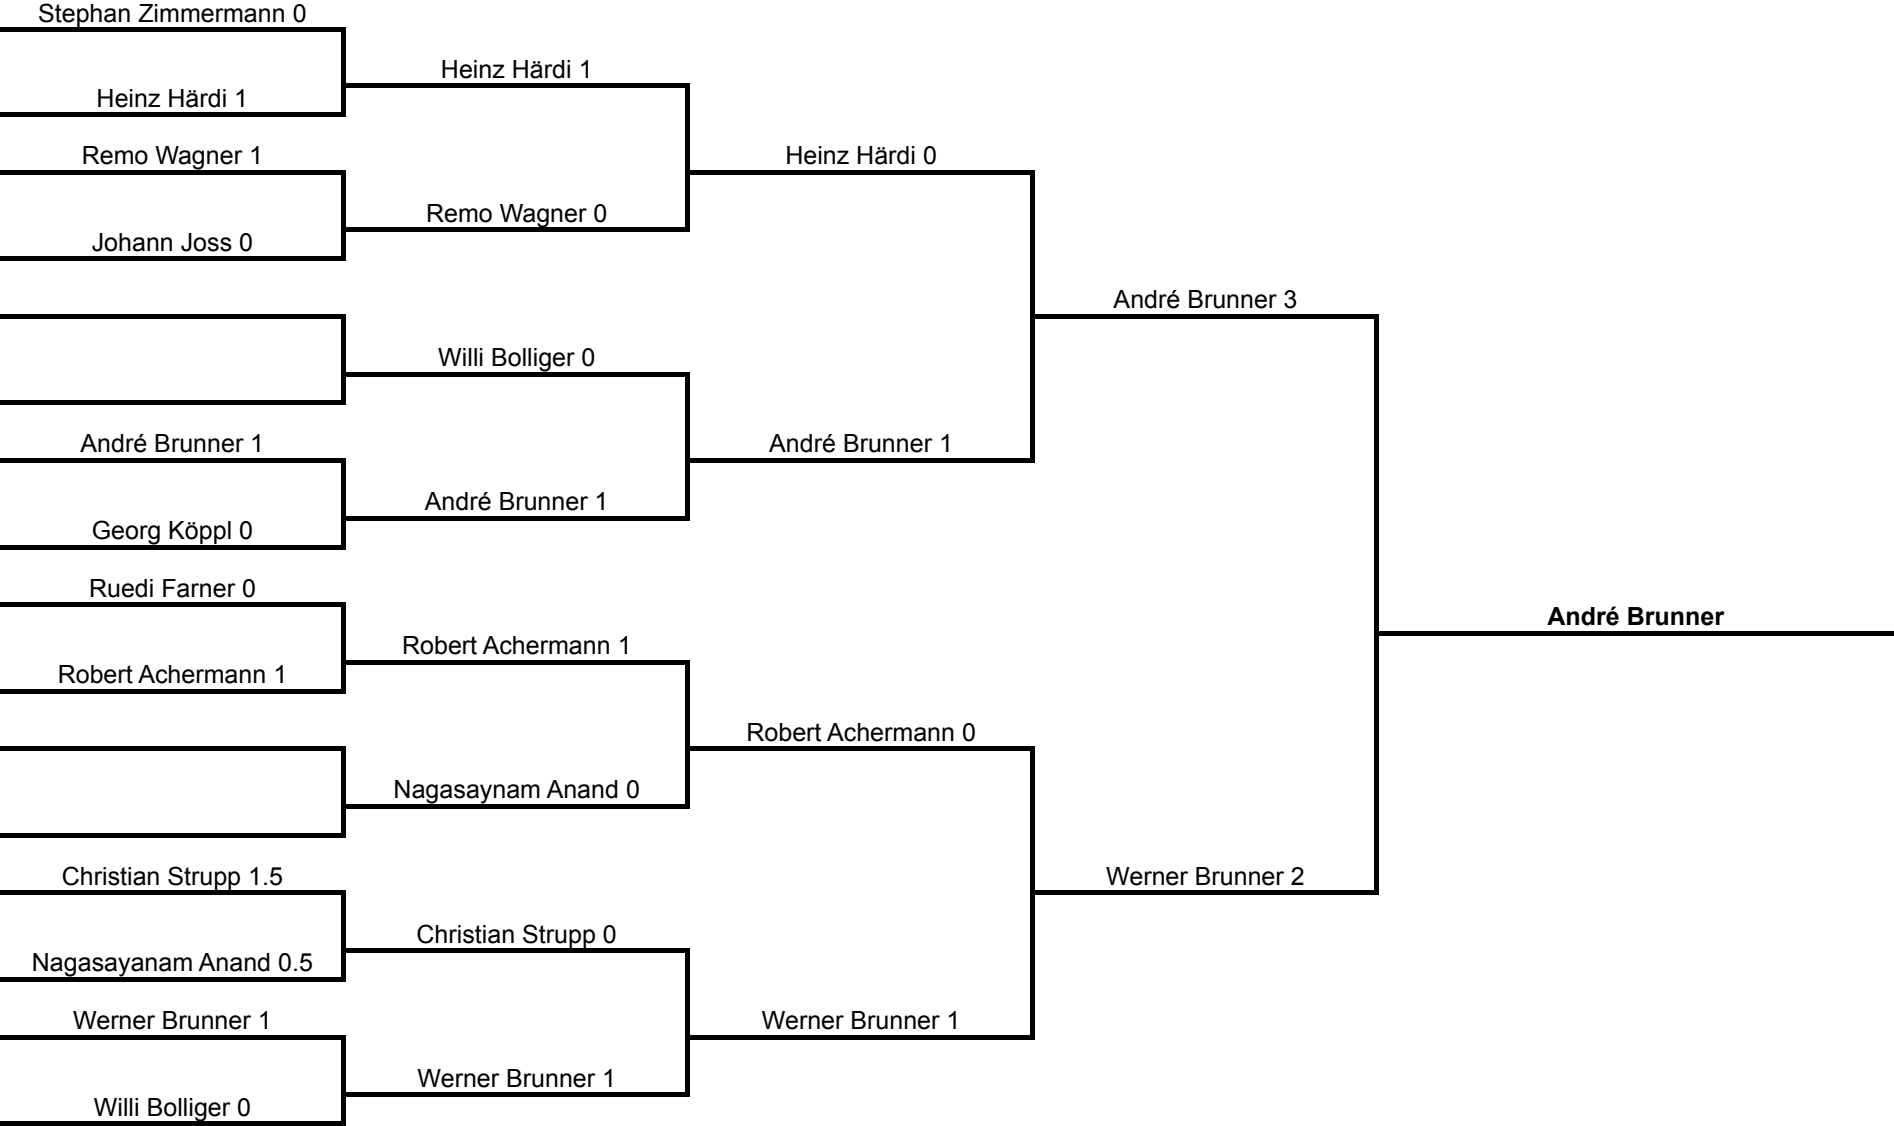 Stephan Zimmermann 0
Heinz Härdi 1
Remo Wagner 1
Johann Joss 0
André Brunner 1
Georg Köppl 0
Ruedi Farner 0
Robert Achermann 1
Christian Strupp 1.5
Nagasayanam Anand 0.5
Werner Brunner 1
Willi Bolliger 0
Heinz Härdi 1
Remo Wagner 0
Willi Bolliger 0
André Brunner 1
Robert Achermann 1
Nagasaynam Anand 0
Christian Strupp 0
Werner Brunner 1
Heinz Härdi 0
André Brunner 1
Robert Achermann 0
Werner Brunner 1
André Brunner 3
Werner Brunner 2
André Brunner